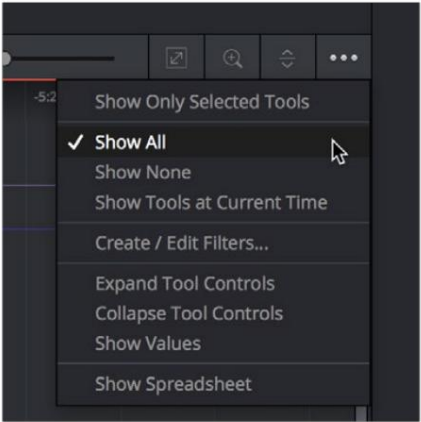 -5:2
Show Only Selected Tools
Show All
Show None
Show Tools at Current Time
Create / Edit Filters...
Expand Tool Controls
Collapse Tool Controls
Show Values
Show Spreadsheet